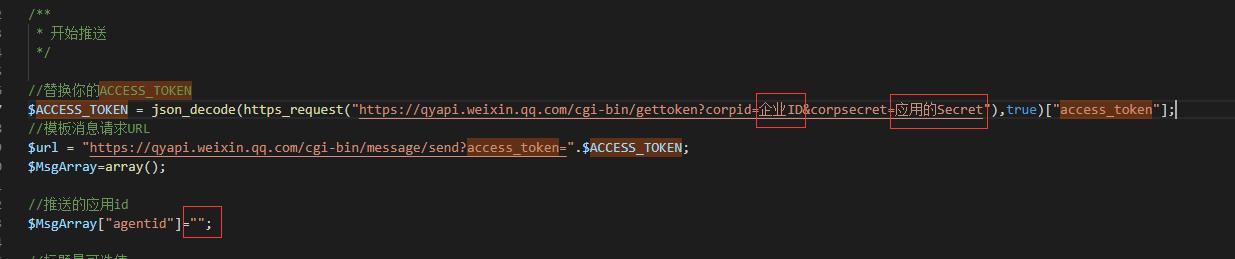 /**
* 开始推送
*/
//替换你的ACCESS_TOKEN
$ACCESS_TOKEN = json_decode(https_request("https://qyapi.weixin.qq.com/cgi-bin/gettoken?corpid=企业ID&corpsecret=应用的Secret"),true)["access_token"];
//模板消息请求URL
$url = "https://qyapi.weixin.qq.com/cgi-bin/message/send?access_token=".$ACCESS_TOKEN;
$MsgArray=array();
//推送的应用id
$MsgArray["agentid"]="";